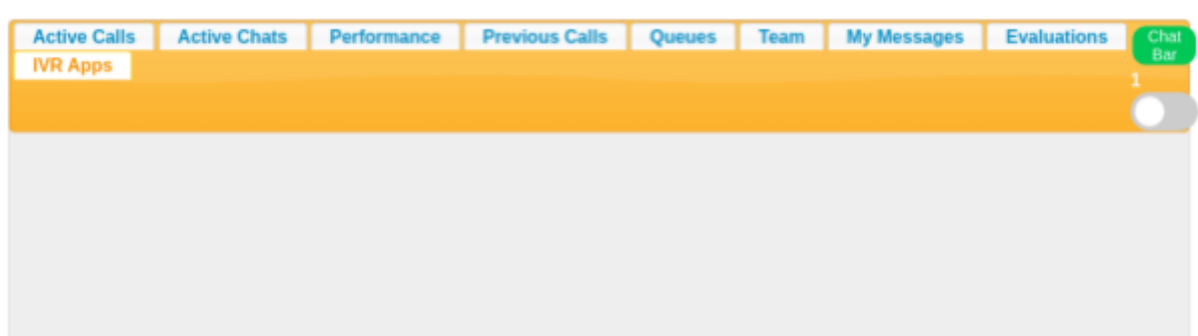 Active Calls Active Chats Performance Previous Calls Queues Team My Messages Evaluations Chat
Bar
IVR Apps
1